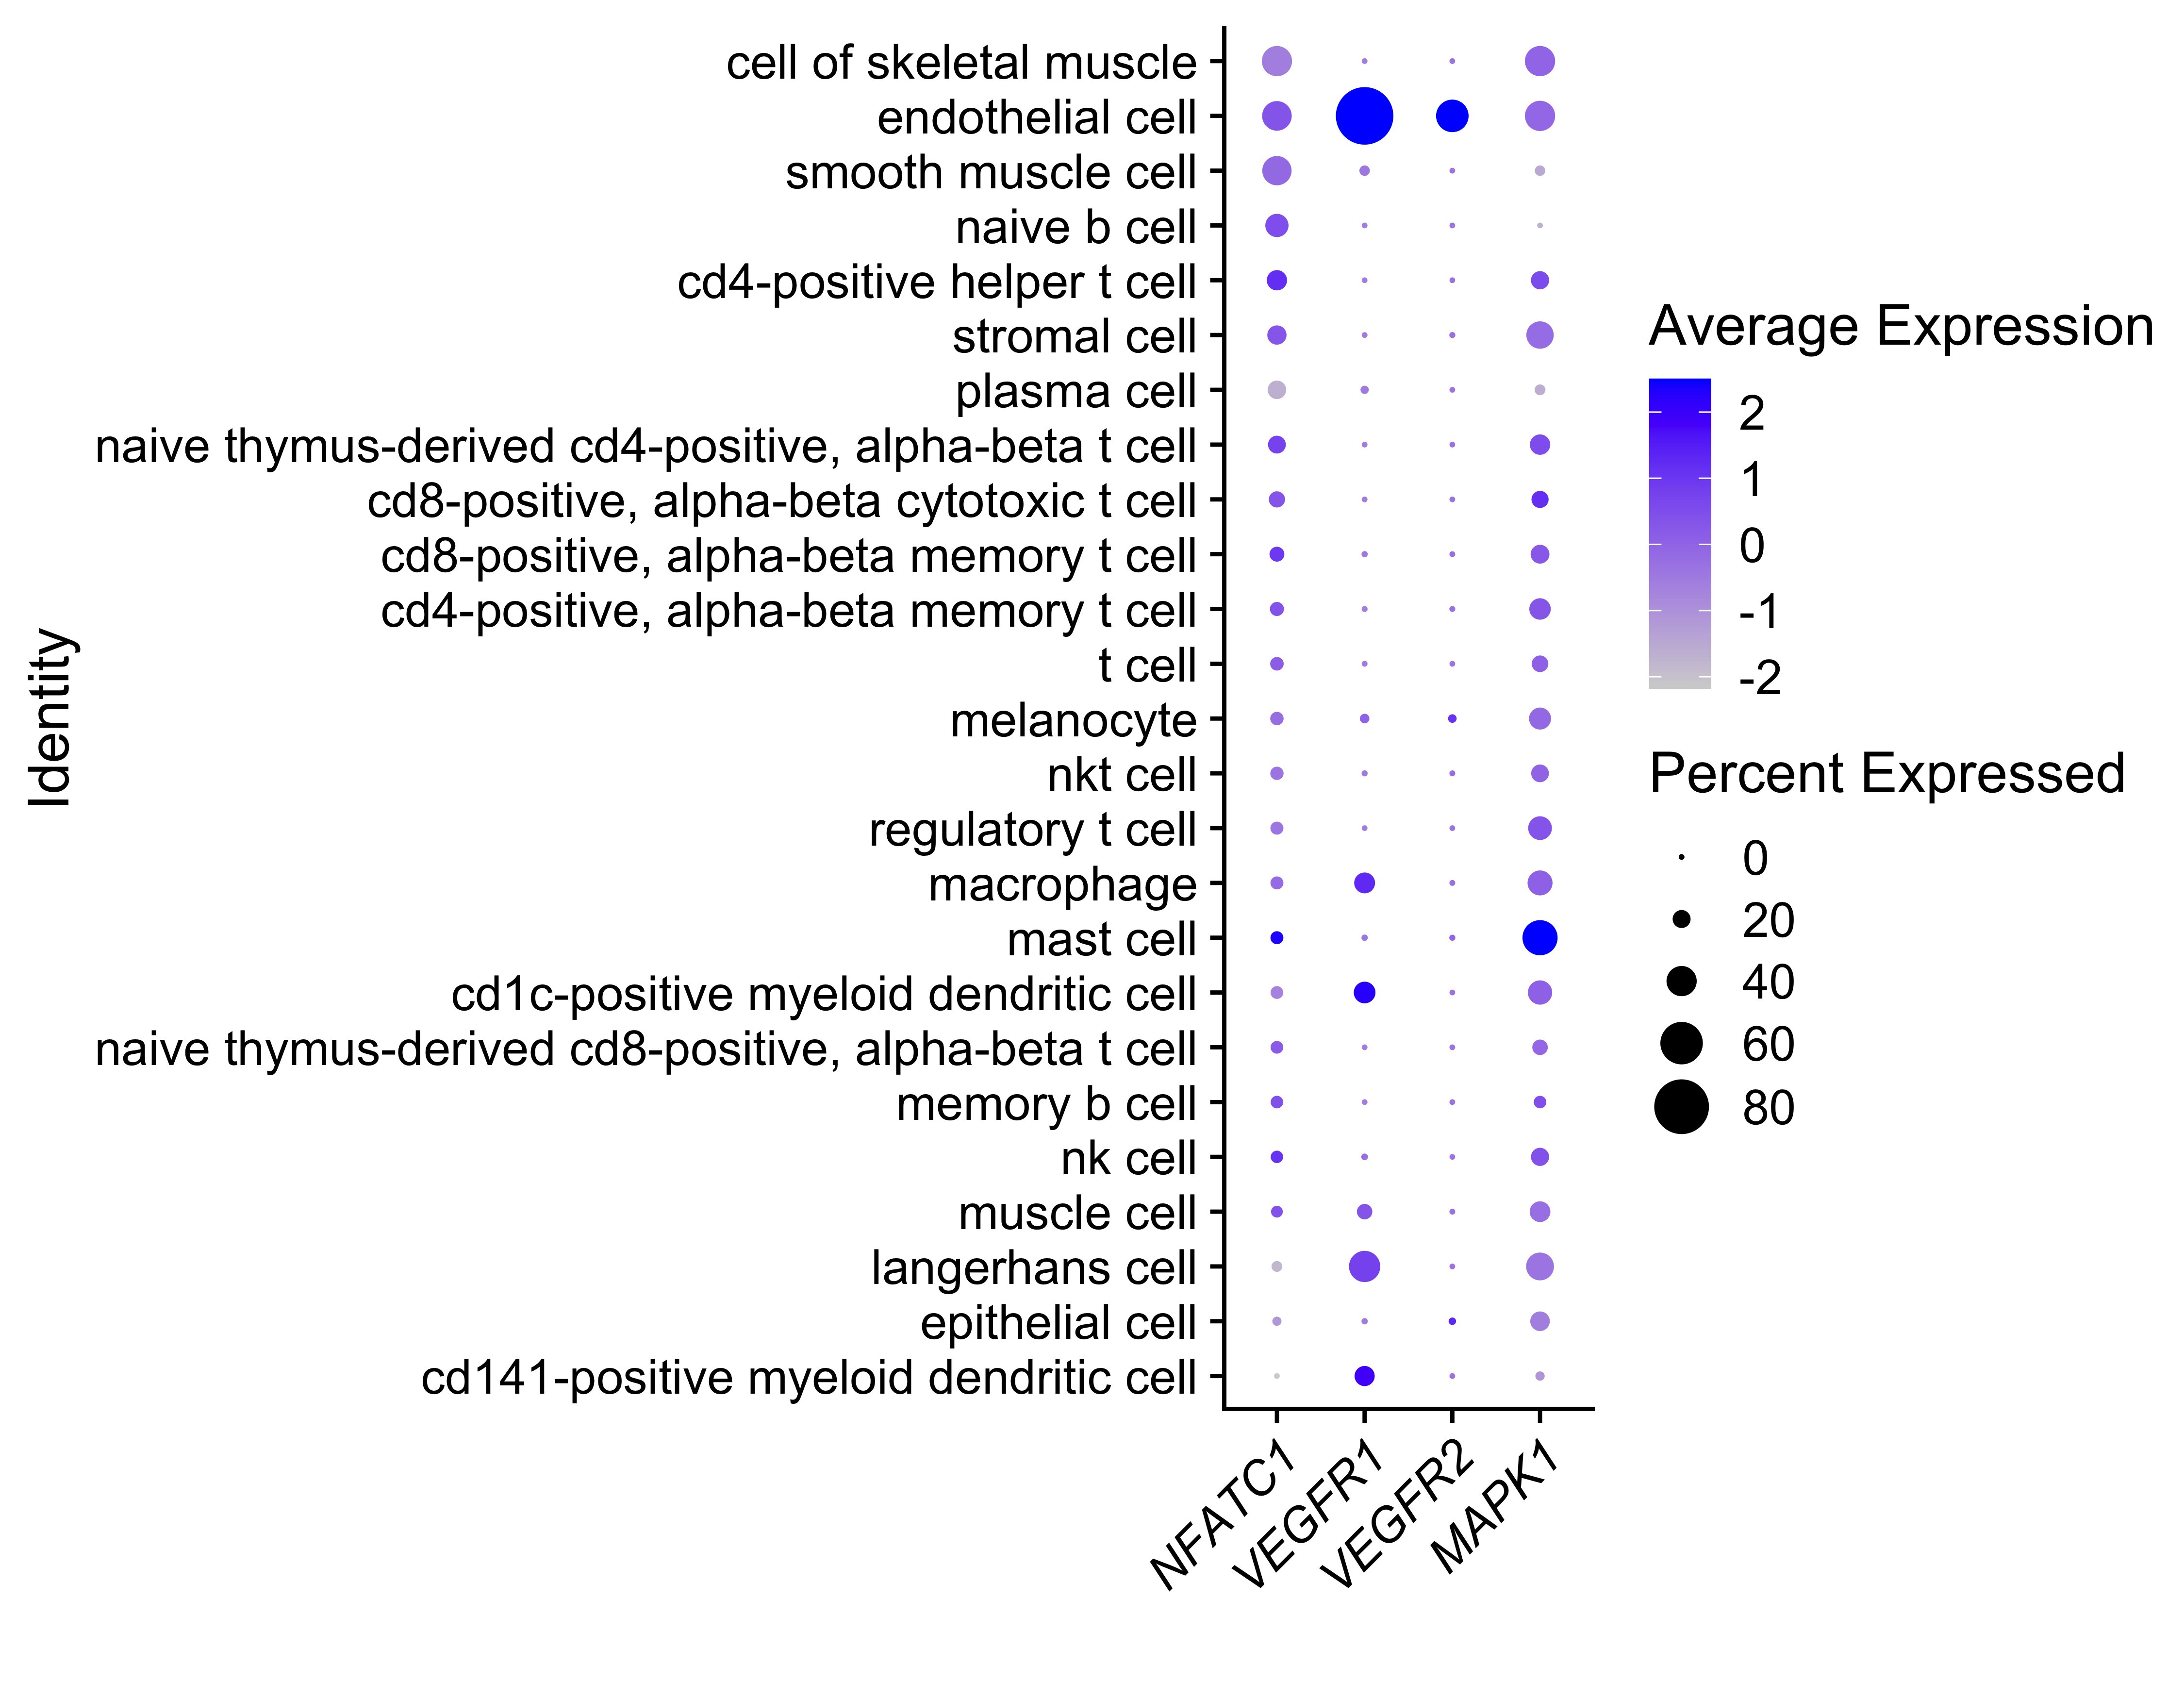 cell of skeletal muscle
endothelial cell
smooth muscle cell
naive b cell
cd4-positive helper t cell
stromal cell
plasma cell
naive thymus-derived cd4-positive, alpha-beta t cell
cd8-positive, alpha-beta cytotoxic t cell
cd8-positive, alpha-beta memory t cell
cd4-positive, alpha-beta memory t cell
t cell
melanocyte
nkt cell
regulatory t cell
macrophage
mast cell
cd1c-positive myeloid dendritic cell
naive thymus-derived cd8-positive, alpha-beta t cell
memory b cell
nk cell
muscle cell
langerhans cell
epithelial cell
cd141-positive myeloid dendritic cell
Identity
NFATC1
VEGFR1
VEGFR2
MAPK1
Average Expression
2
1
0
-1
-2
Percent Expressed
0
20
40
60
80